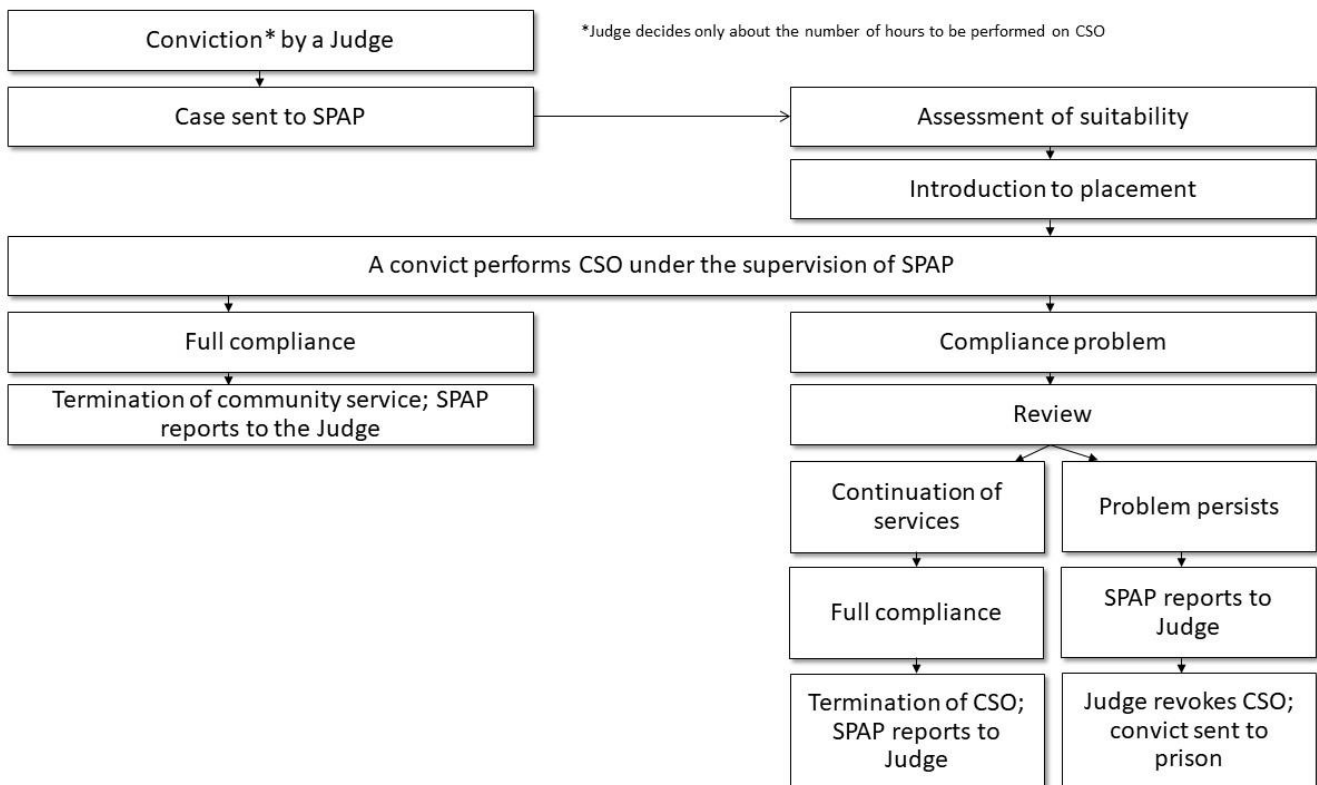 Conviction* by a Judge
*Judge decides only about the number of hours to be performed on CSO
Case sent to SPAP
Assessment of suitability
Introduction to placement
A convict performs CSO under the supervision of SPAP
Full compliance
Compliance problem
Termination of community service; SPAP
reports to the Judge
Review
Continuation of
services
Problem persists
Full compliance
SPAP reports to
Judge
Termination of CSO;
SPAP reports to
Judge
Judge revokes CSO;
convict sent to
prison